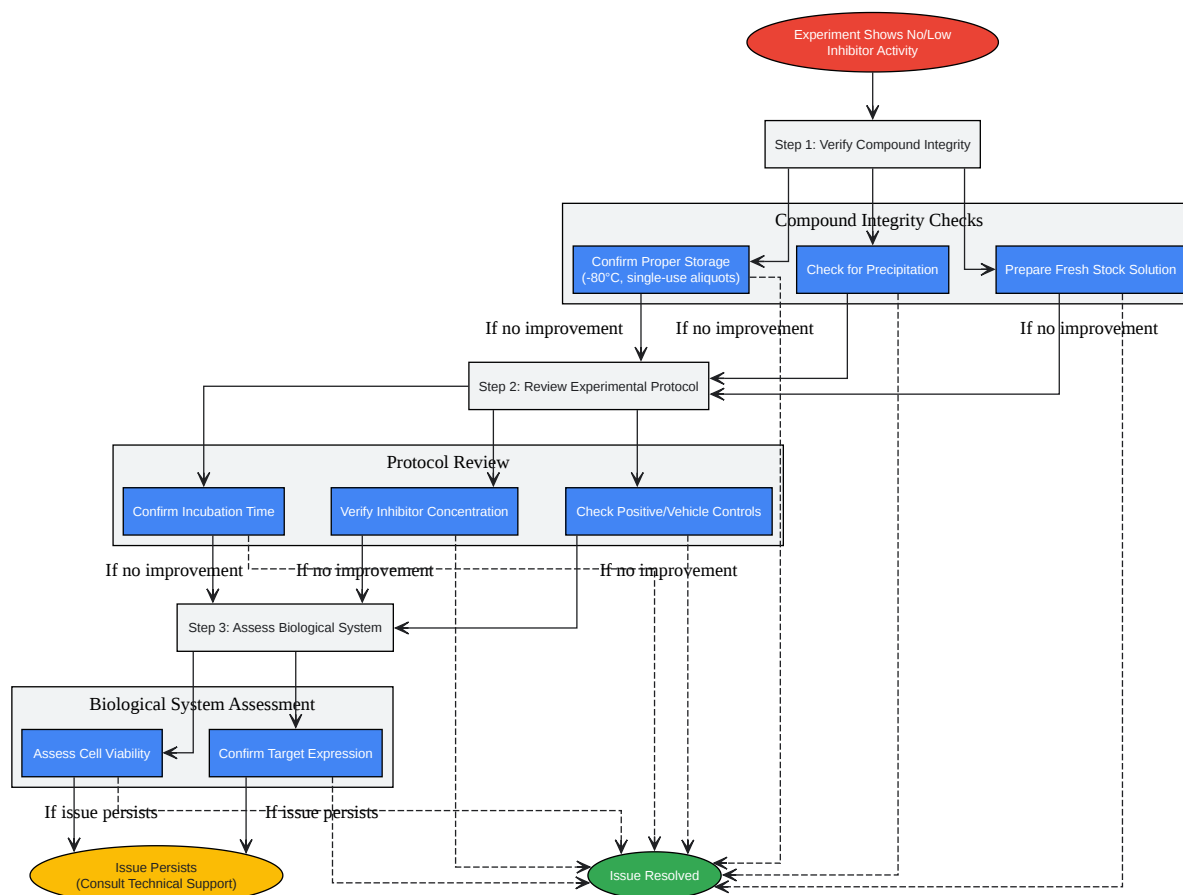 Experiment Shows No/Low
Inhibitor Activity
Step 1: Verify Compound Integrity
Compound Integrity Checks
Confirm Proper Storage
(-80°C, single-use aliquots)
Check for Precipitation
Prepare Fresh Stock Solution
If no improvement
If no improvement
If no improvement
Step 2: Review Experimental Protocol
Protocol Review
Confirm Incubation Time
Verify Inhibitor Concentration
Check Positive/Vehicle Controls
If no improvement
If no improvement
If no improvement
Step 3: Assess Biological System
Biological System Assessment
Assess Cell Viability
Confirm Target Expression
If issue persists
If issue persists
Issue Persists
(Consult Technical Support)
Issue Resolved